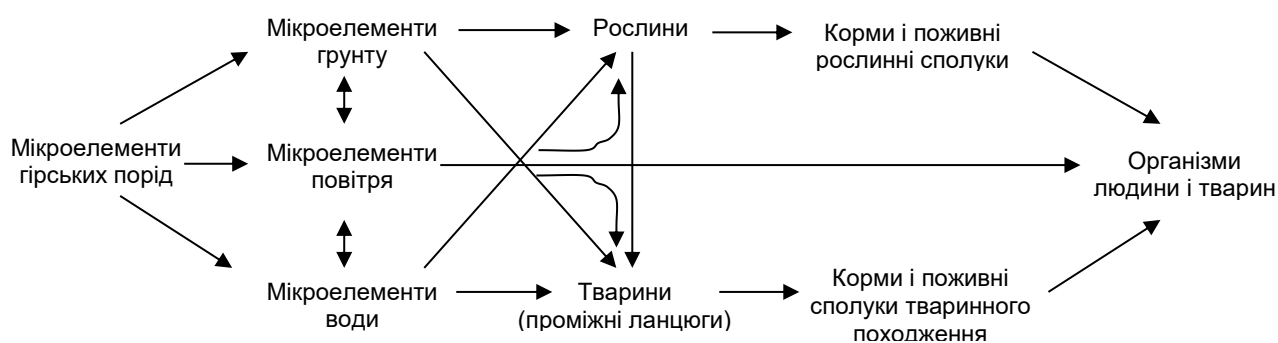 Мікроелементи
грунту
Рослини
Корми і поживні
рослинні сполуки
Мікроелементи
гірських порід
Мікроелементи
повітря
Організми
людини і тварин
Мікроелементи
води
Тварини
(проміжні ланцюги)
Корми і поживні
сполуки тваринного
походження